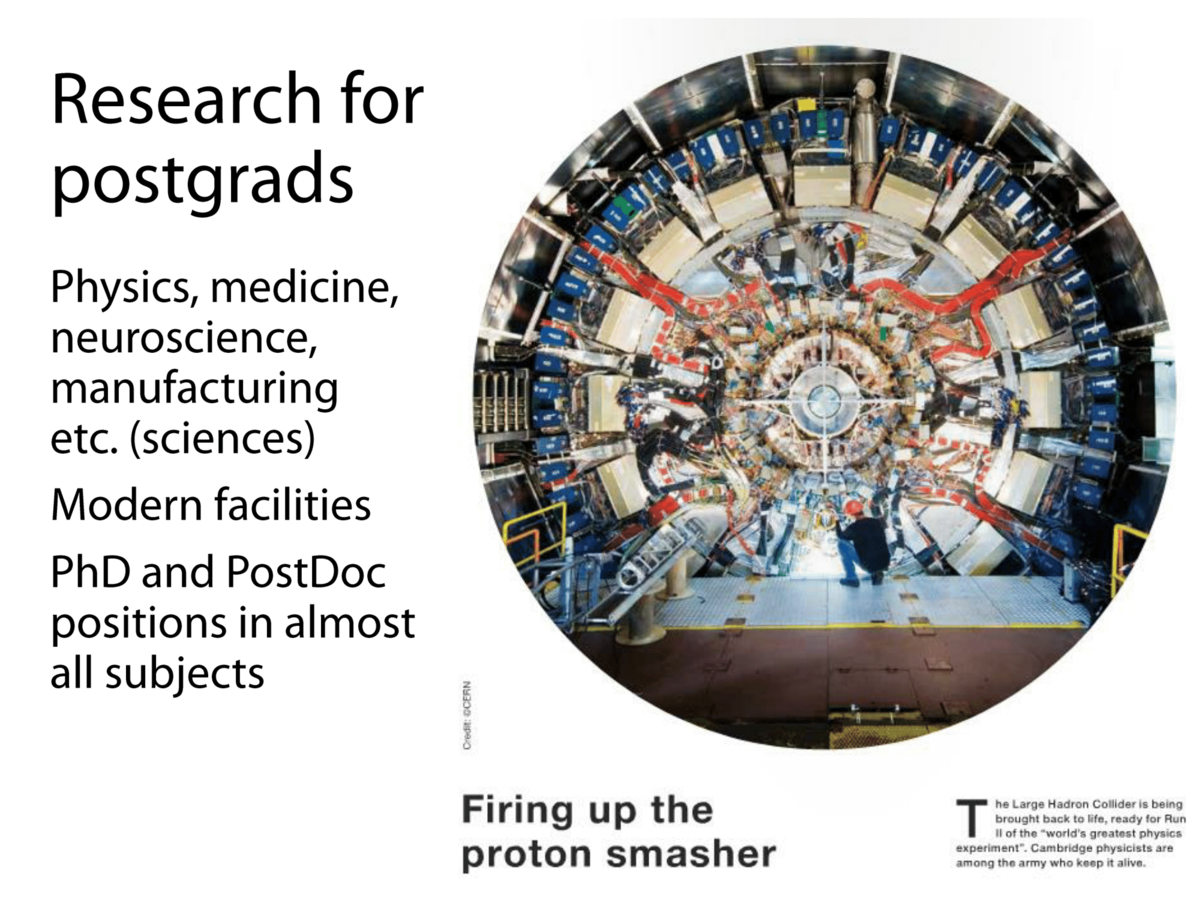 Research for
postgrads
Physics, medicine,
neuroscience,
manufacturing
etc. (sciences)
Modern facilities
PhD and PostDoc
positions in almost
all subjects
Credit: ©CERN
Firing up the
proton smasher
The Large Hadron Collider is being
brought back to life, ready for Run
II of the “world’s greatest physics
experiment”. Cambridge physicists are
among the army who keep it alive.